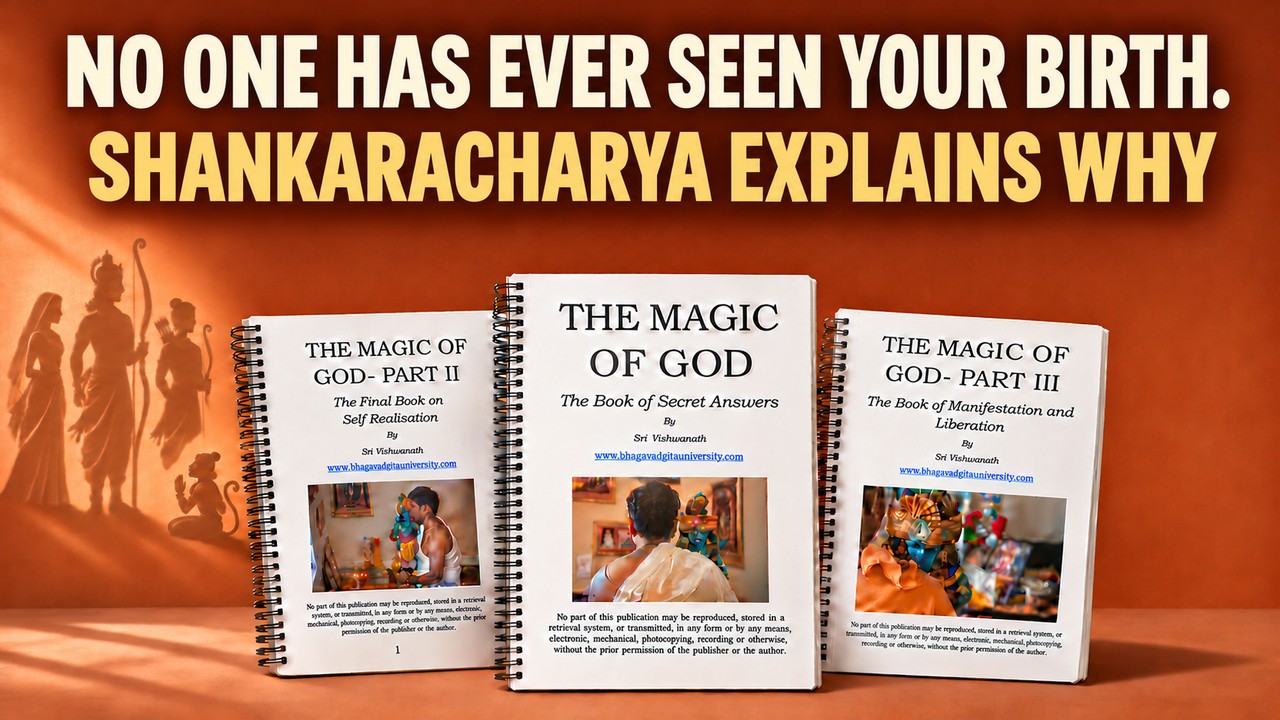 NO ONE HAS EVER SEEN YOUR BIRTH.
SHANKARACHARYA EXPLAINS WHY
THE MAGIC OF
GOD- PART II
The Final Book on
Self Realisation
By
Sri Vishwanath
www.bhagavadgitauniversity.com
No part of this publication may be reproduced, stored in a retrieval
system, or transmitted, in any form or by any means, electronic,
mechanical, photocopying, recording or otherwise, without the prior
permission of the publisher or the author.
1
THE MAGIC
OF GOD
The Book of Secret Answers
By
Sri Vishwanath
www.bhagavadgitauniversity.com
No part of this publication may be reproduced, stored in a
retrieval system, or transmitted, in any form or by any means,
electronic, mechanical, photocopying, recording or otherwise,
without the prior permission of the publisher or the author.
THE MAGIC OF
GOD- PART III
The Book of Manifestation and
Liberation
By
Sri Vishwanath
www.bhagavadgitauniversity.com
No part of this publication may be reproduced, stored in a retrieval system, or
transmitted, in any form or by any means, electronic, mechanical, photocopying,
recording or otherwise, without the prior permission of the publisher or the author.